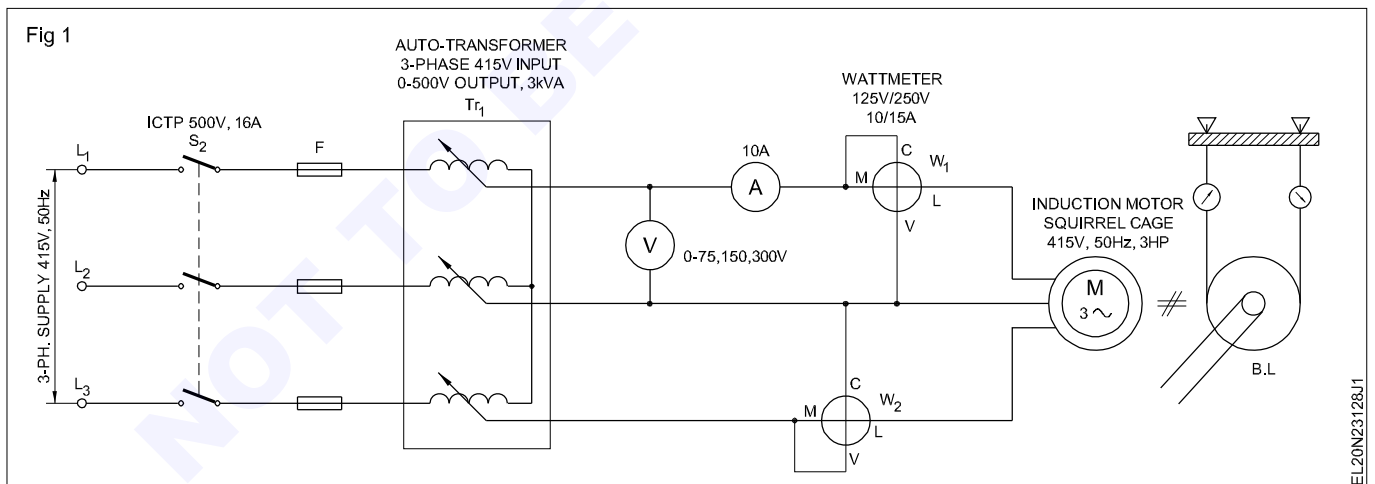 Fig 1
AUTO-TRANSFORMER
3-PHASE 415V INPUT
0-500V OUTPUT, 3kVA
Tr1
ICTP 500V, 16A
S2
F
L1
L2
L3
3-PH. SUPPLY 415V, 50Hz
10A
A
V
0-75,150,300V
WATTMETER
125V/250V
10/15A
C
W1
M
L
V
C
W2
M
L
V
INDUCTION MOTOR
SQUIRREL CAGE
415V, 50Hz, 3HP
M
3 ~
B.L
EL20N23128J1
NOT TO BE